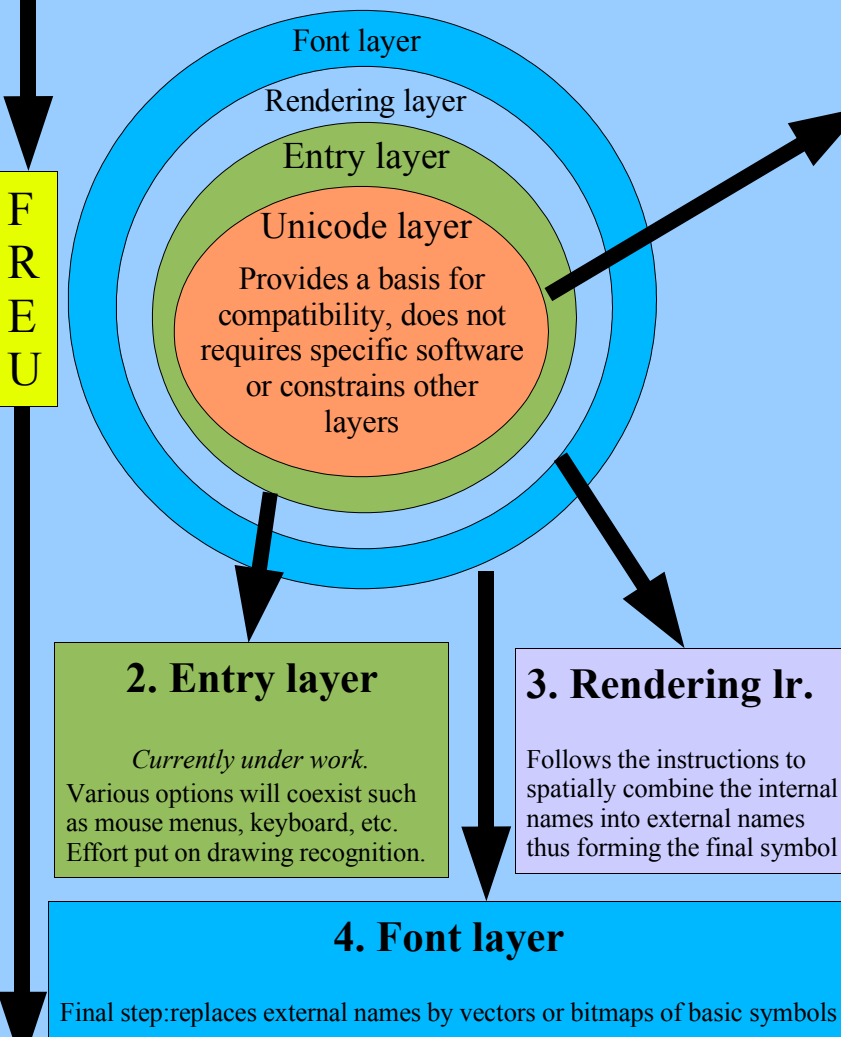 Font layer
Rendering layer
Entry layer
Unicode layer
Provides a basis for
compatibility, does not
requires specific software
or constrains other
layers
F
R
E
U
2. Entry layer
Currently under work.
Various options will coexist such
as mouse menus, keyboard, etc.
Effort put on drawing recognition.
3. Rendering lr.
Follows the instructions to
spatially combine the internal
names into external names
thus forming the final symbol
4. Font layer
Final step:replaces external names by vectors or bitmaps of basic symbols